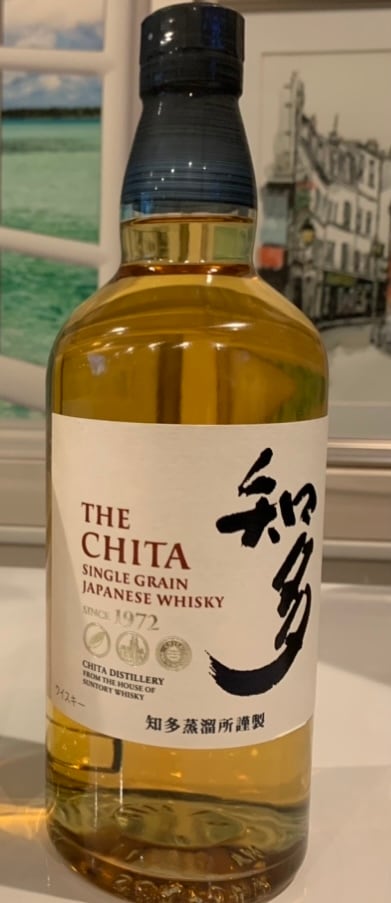 THE
CHITA
SINGLE GRAIN
JAPANESE WHISKY
SINCE 1972
CHITA DISTILLERY
FROM THE HOUSE OF
SUNTORY WHISKY
知多
ウイスキー
知多蒸溜所謹製